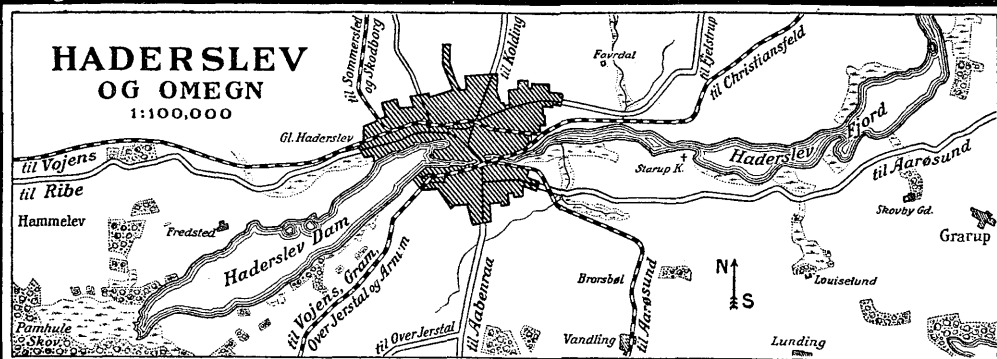 HADERSLEV
OG OMEGN
1:100,000
til Sommersted
og Skodborg
til Kolding
Fovrdal
til Fjelstrup
til Christiansfeld
Gl. Haderslev
til Vojens
til Ribe
Hammelev
Fredsted
Haderslev Dam
Starup K.
Haderslev Fjord
til Aarøsund
Skovby Gd.
Grarup
Pamhule
Skov
til Vojens, Gram,
Over Jerstal og Arn'm
til Over Jerstal
til Aabenraa
Brorsbøl
Vandling
til Aarøsund
N
S
Louiselund
Lunding